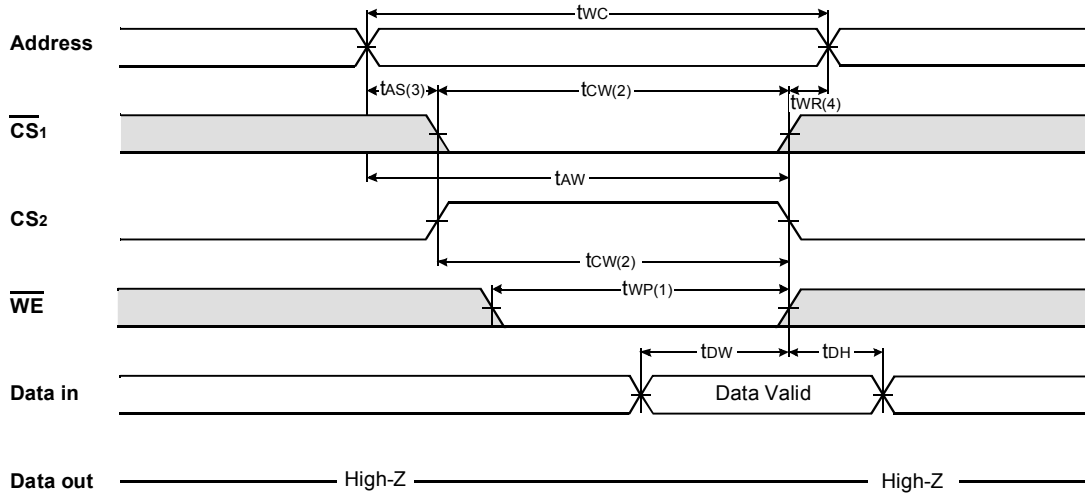 tWC
Address
tAS(3) tCW(2)
tWR(4)
CS1
tAW
CS2
tCW(2)
tWP(1)
WE
tDW tDH
Data in Data Valid
Data out High-Z High-Z